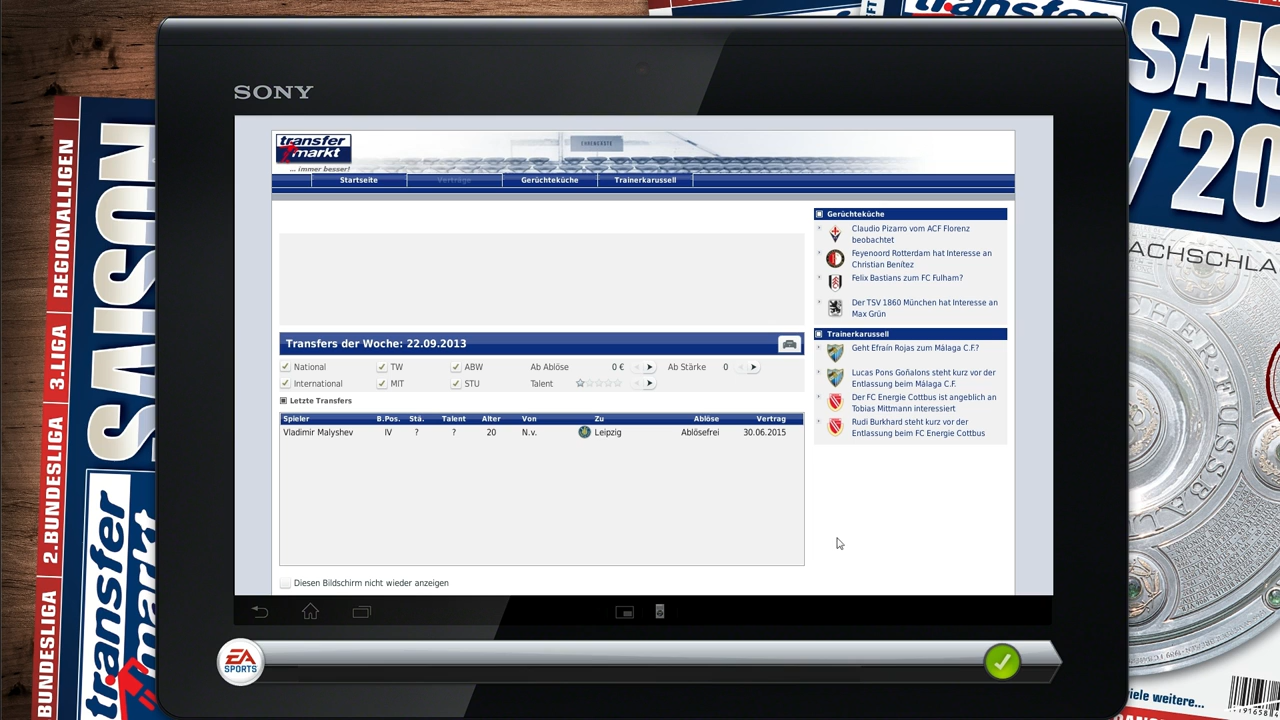 transfer
SAIS
/ 20
SONY
transfer
markt
... immer besser!
EHRENGÄSTE
Startseite
Verträge
Gerüchteküche
Trainerkarussell
Gerüchteküche
Claudio Pizarro vom ACF Florenz
beobachtet
Feyenoord Rotterdam hat Interesse an
Christian Benítez
Felix Bastians zum FC Fulham?
Der TSV 1860 München hat Interesse an
Max Grün
Trainerkarussell
Geht Efraín Rojas zum Málaga C.F.?
Lucas Pons Goñalons steht kurz vor der
Entlassung beim Málaga C.F.
Der FC Energie Cottbus ist angeblich an
Tobias Mittmann interessiert
Rudi Burkhard steht kurz vor der
Entlassung beim FC Energie Cottbus
Transfers der Woche: 22.09.2013
National TW ABW Ab Ablöse 0 € Ab Stärke 0
International MIT STU Talent
Letzte Transfers
Spieler B.Pos. Stä. Talent Alter Von Zu Ablöse Vertrag
Vladimir Malyshev IV ? ? 20 N.v. Leipzig Ablösefrei 30.06.2015
Diesen Bildschirm nicht wieder anzeigen
EA
SPORTS
SAISON
REGIONALLIGEN
3.LIGA
2.BUNDESLIGA
BUNDESLIGA
transfer
markt
ACHSCHLA
FUSSBAL
viele weitere...